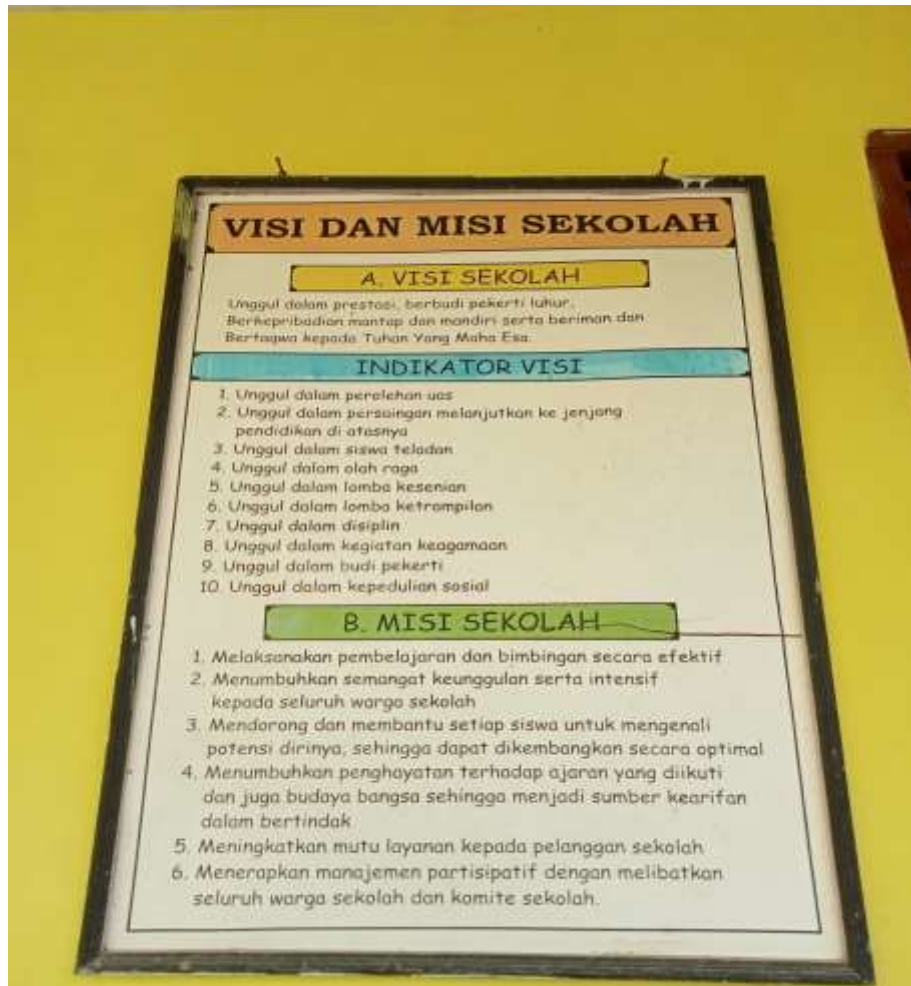 VISI DAN MISI SEKOLAH
A. VISI SEKOLAH
Unggul dalam prestasi, berbudi pekerti luhur,
Berkepribadian mantap dan mandiri serta beriman dan
Bertaqwa kepada Tuhan Yang Maha Esa.
INDIKATOR VISI
1. Unggul dalam perolehan uas
2. Unggul dalam persaingan melanjutkan ke jenjang
pendidikan di atasnya
3. Unggul dalam siswa teladan
4. Unggul dalam olah raga
5. Unggul dalam lomba kesenian
6. Unggul dalam lomba ketrampilan
7. Unggul dalam disiplin
8. Unggul dalam kegiatan keagamaan
9. Unggul dalam budi pekerti
10. Unggul dalam kepedulian sosial
B. MISI SEKOLAH
1. Melaksanakan pembelajaran dan bimbingan secara efektif
2. Menumbuhkan semangat keunggulan serta intensif
kepada seluruh warga sekolah
3. Mendorong dan membantu setiap siswa untuk mengenali
potensi dirinya, sehingga dapat dikembangkan secara optimal
4. Menumbuhkan penghayatan terhadap ajaran yang diikuti
dan juga budaya bangsa sehingga menjadi sumber kearifan
dalam bertindak
5. Meningkatkan mutu layanan kepada pelanggan sekolah
6. Menerapkan manajemen partisipatif dengan melibatkan
seluruh warga sekolah dan komite sekolah.